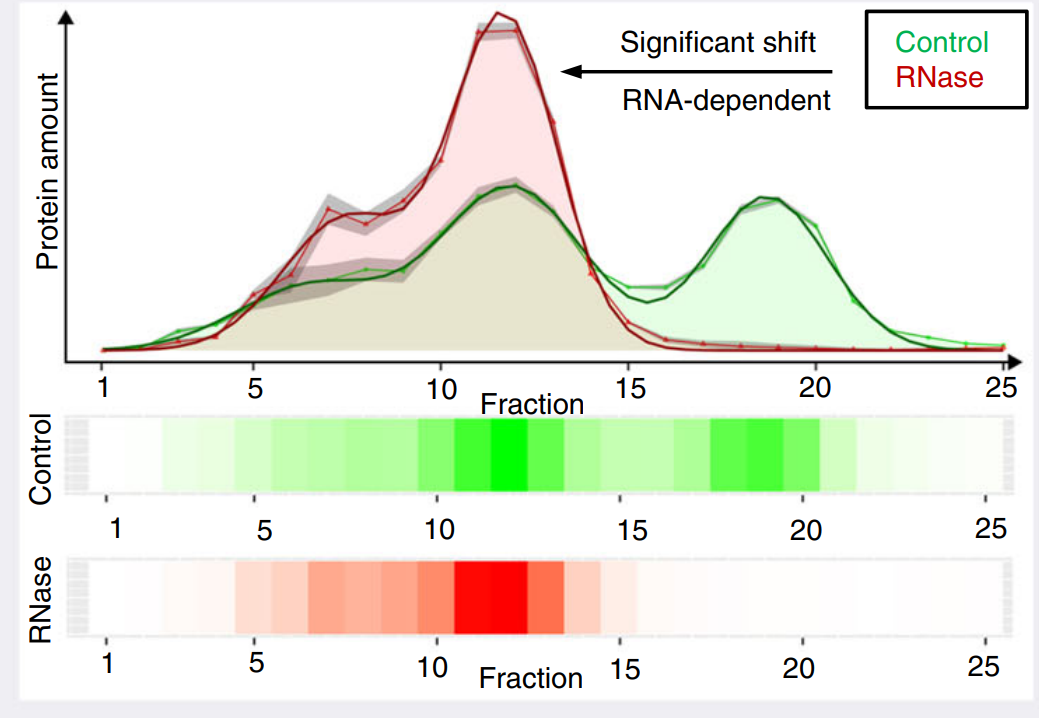 Significant shift
RNA-dependent
Control
RNase
Protein amount
1 5 10 15 20 25
Fraction
Control
1 5 10 15 20 25
RNase
1 5 10 15 20 25
Fraction